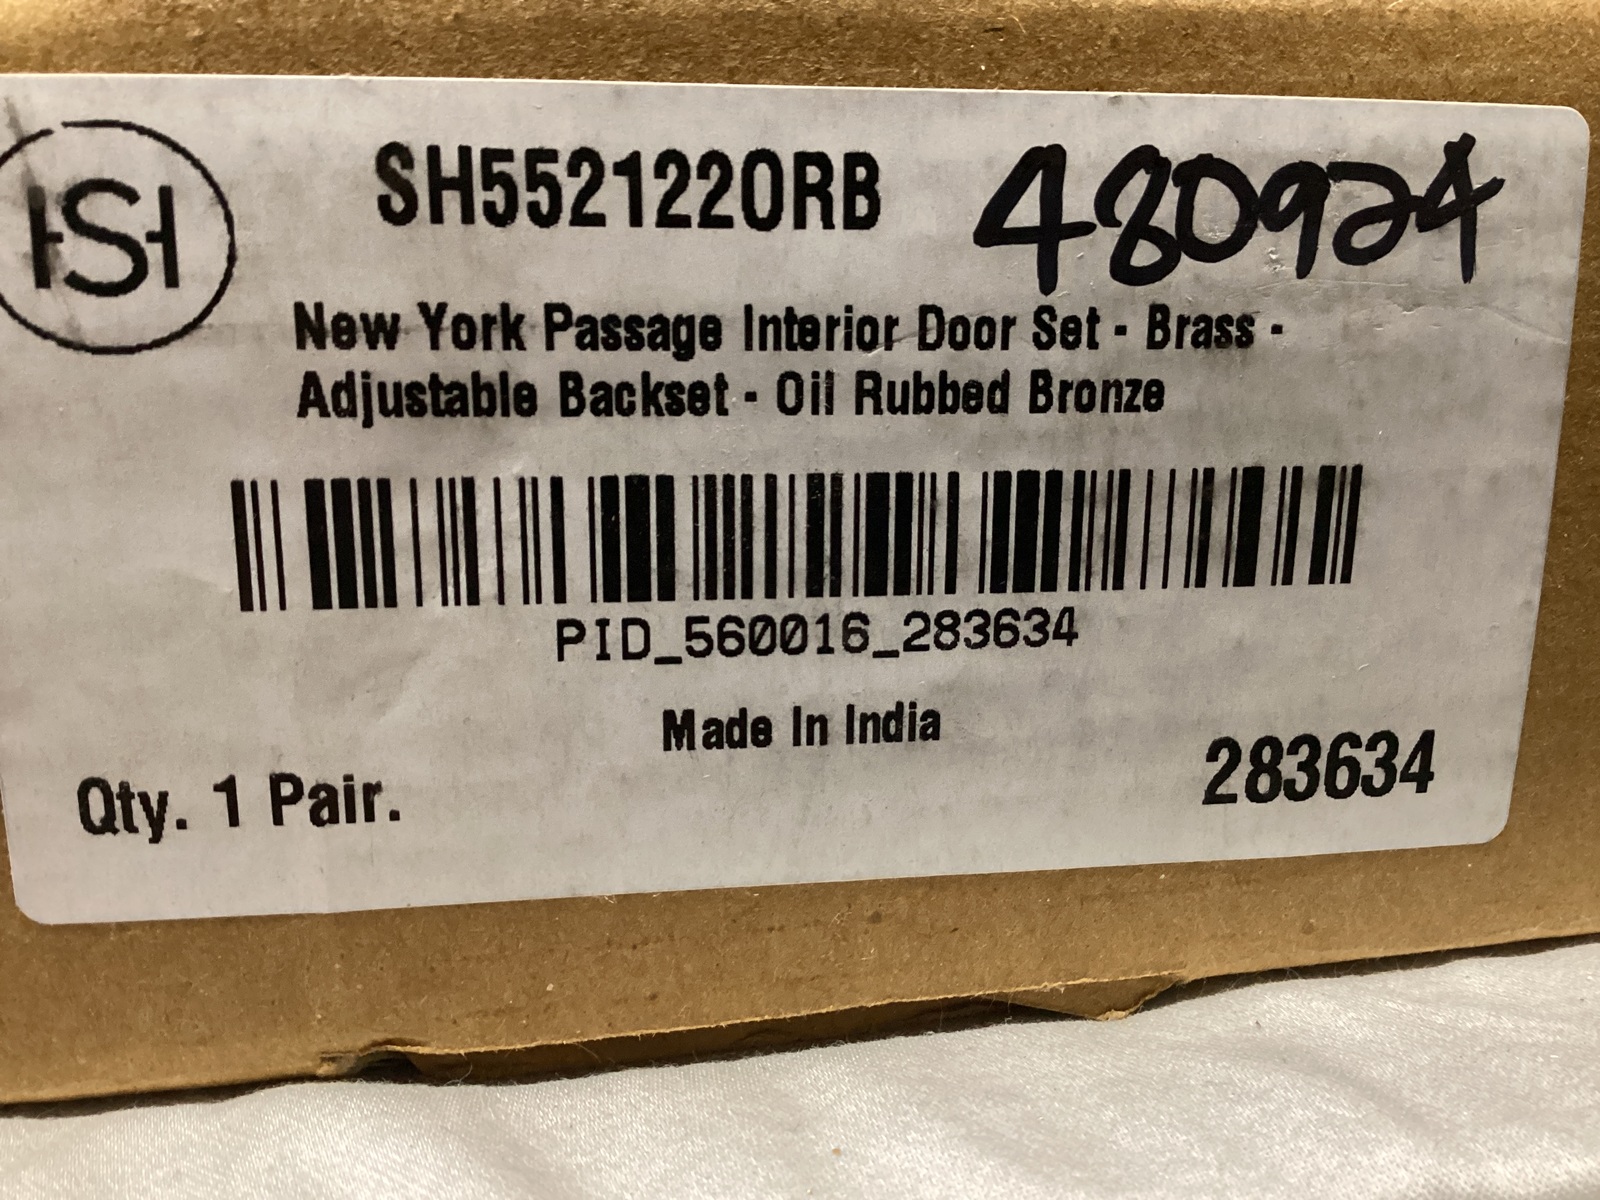 HSH
SH552122ORB 480924
New York Passage Interior Door Set - Brass -
Adjustable Backset - Oil Rubbed Bronze
PID_560016_283634
Made In India
Qty. 1 Pair. 283634